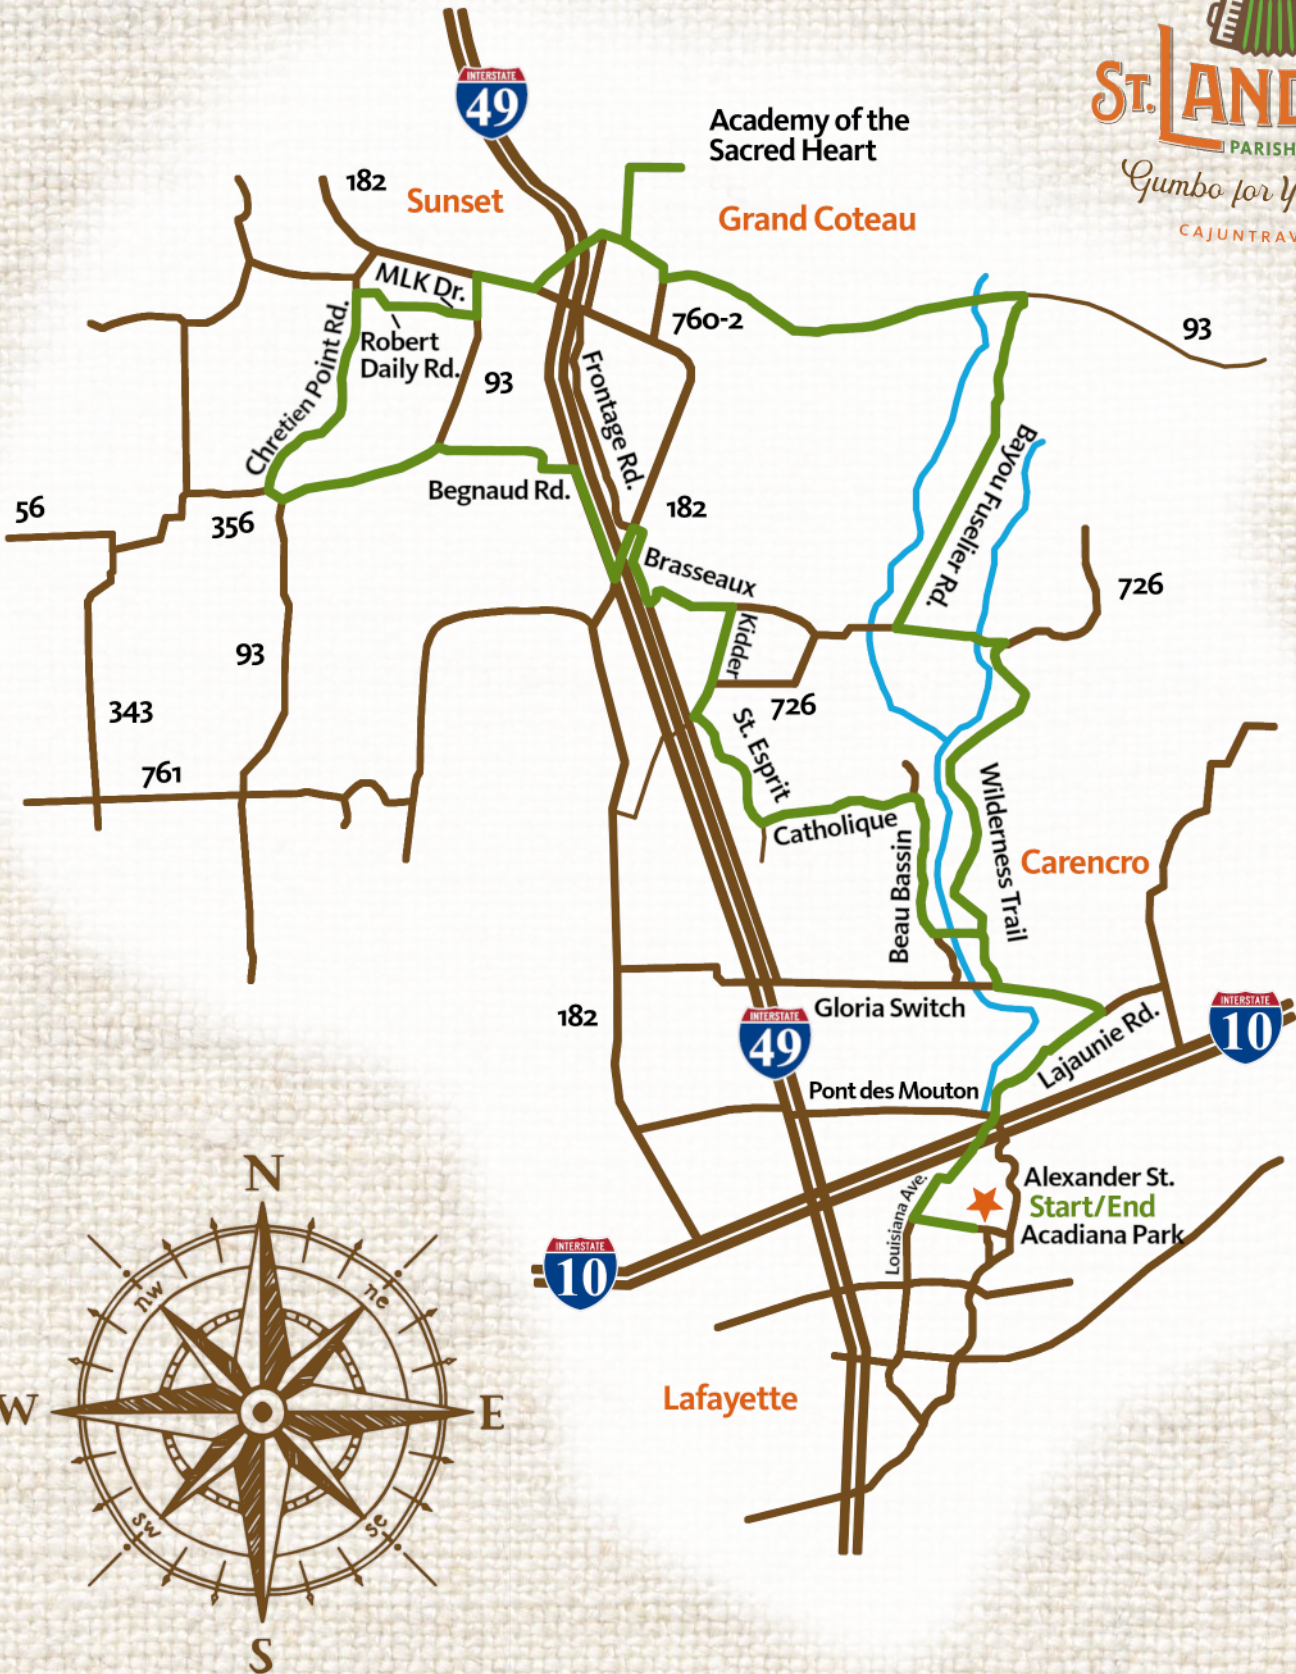 INTERSTATE
49
ST. LAND
PARISH
Gumbo for Y
CAJUNTRAV
Academy of the
Sacred Heart
182
Sunset
Grand Coteau
MLK Dr.
760-2
93
Robert
Daily Rd.
Chretien Point Rd.
93
Frontage Rd.
Begnaud Rd.
56
356
182
Bayou Fuselier Rd.
Brasseaux
726
Kidder
93
726
343
761
St. Esprit
Catholique
Beau Bassin
Wilderness Trail
Carencro
182
Gloria Switch
INTERSTATE
49
Lajaunie Rd.
INTERSTATE
10
Pont des Mouton
Alexander St.
Start/End
Acadiana Park
Louisiana Ave.
INTERSTATE
10
Lafayette
N
nw
ne
W
E
sw
se
S